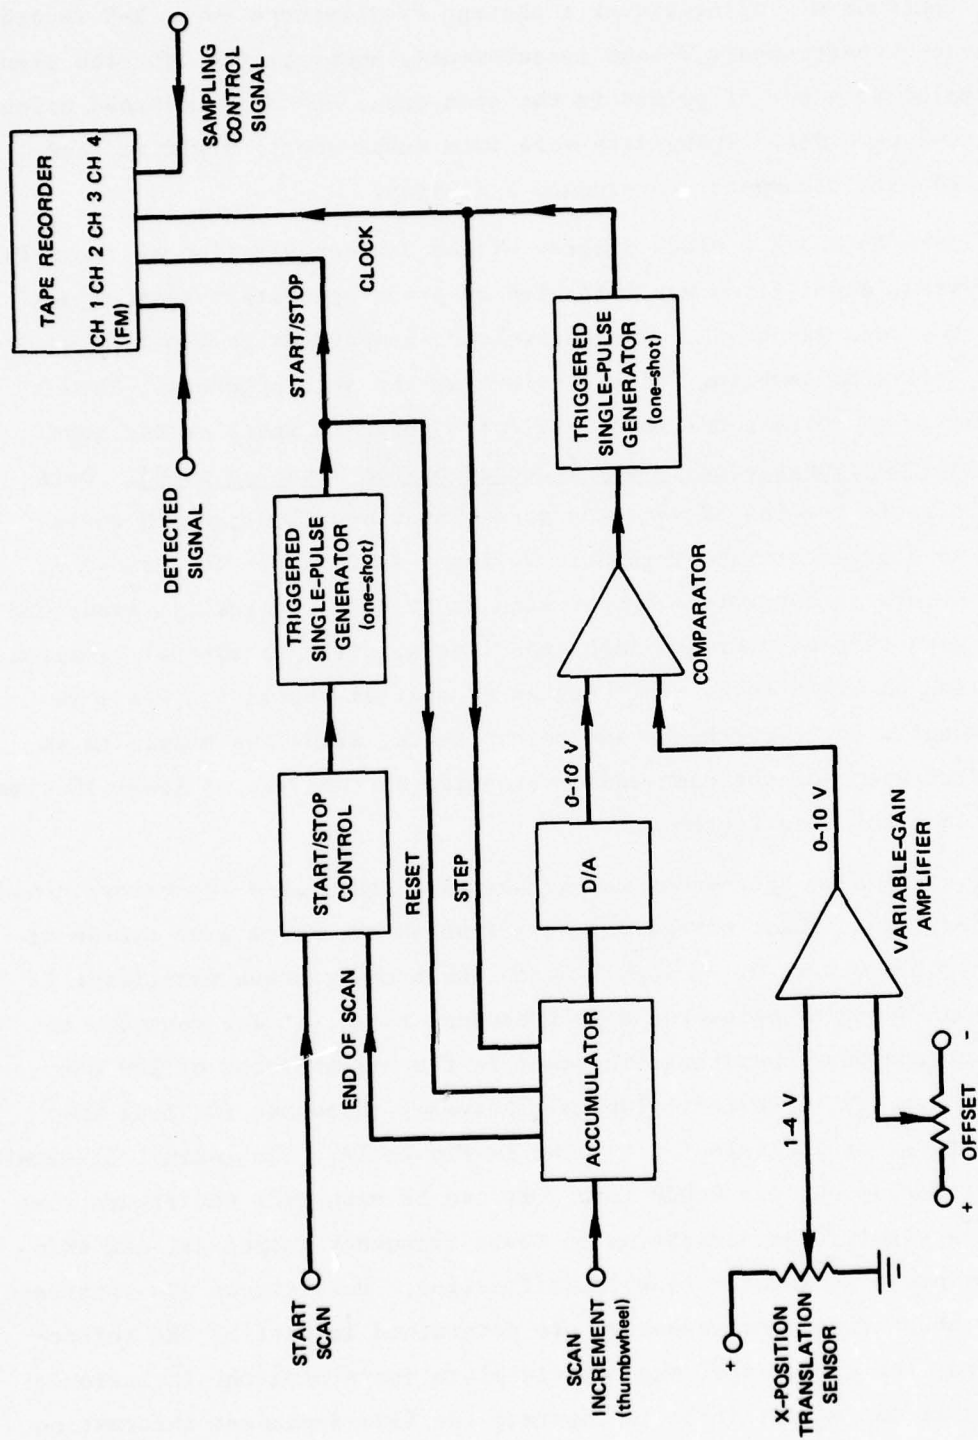 TAPE RECORDER
CH 1 CH 2 CH 3 CH 4
(FM)
SAMPLING
CONTROL
SIGNAL
DETECTED
SIGNAL
START/STOP
CLOCK
START
SCAN
START/STOP
CONTROL
TRIGGERED
SINGLE-PULSE
GENERATOR
(one-shot)
END OF SCAN
RESET
STEP
SCAN
INCREMENT
(thumbwheel)
ACCUMULATOR
D/A
0-10 V
COMPARATOR
TRIGGERED
SINGLE-PULSE
GENERATOR
(one-shot)
+
X-POSITION
TRANSLATION
SENSOR
1-4 V
0-10 V
VARIABLE-GAIN
AMPLIFIER
+ OFFSET -